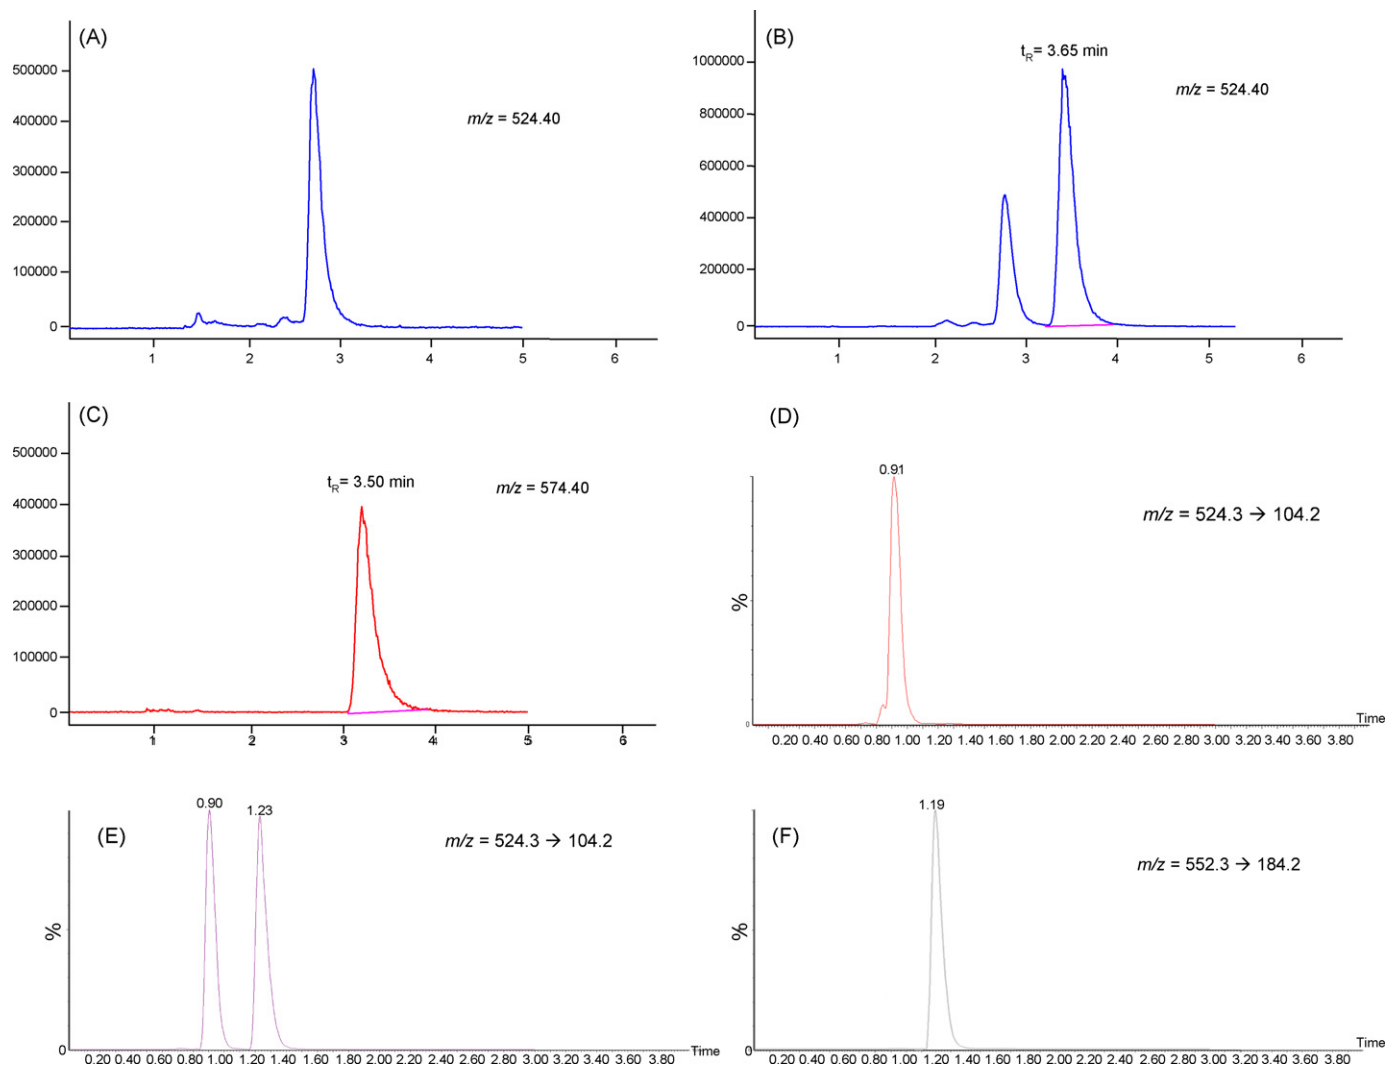 (A)
m/z = 524.40
500000
400000
300000
200000
100000
0
1 2 3 4 5 6
(B)
tR= 3.65 min
m/z = 524.40
1000000
800000
600000
400000
200000
0
1 2 3 4 5 6
(C)
tR= 3.50 min
m/z = 574.40
500000
400000
300000
200000
100000
0
1 2 3 4 5 6
(D)
0.91
m/z = 524.3 → 104.2
%
0
Time
0.20 0.40 0.60 0.80 1.00 1.20 1.40 1.60 1.80 2.00 2.20 2.40 2.60 2.80 3.00 3.20 3.40 3.60 3.80
(E)
0.90
1.23
m/z = 524.3 → 104.2
%
0
Time
0.20 0.40 0.60 0.80 1.00 1.20 1.40 1.60 1.80 2.00 2.20 2.40 2.60 2.80 3.00 3.20 3.40 3.60 3.80
(F)
1.19
m/z = 552.3 → 184.2
%
0
Time
0.20 0.40 0.60 0.80 1.00 1.20 1.40 1.60 1.80 2.00 2.20 2.40 2.60 2.80 3.00 3.20 3.40 3.60 3.80